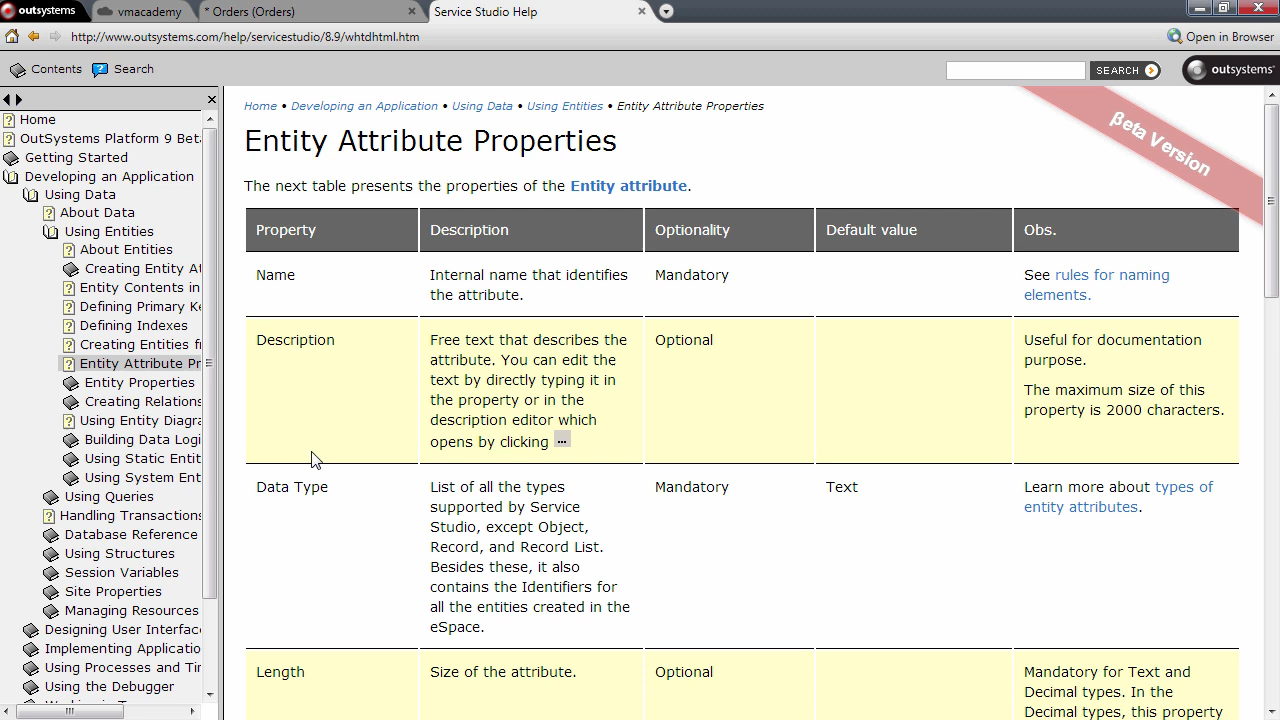 outsystems
vmacademy
* Orders (Orders)
Service Studio Help
http://www.outsystems.com/help/servicestudio/8.9/whtdhtml.htm
Open in Browser
Contents
Search
SEARCH
outsystems
Home
OutSystems Platform 9 Bet
Getting Started
Developing an Application
Using Data
About Data
Using Entities
About Entities
Creating Entity At
Entity Contents in
Defining Primary Ke
Defining Indexes
Creating Entities f
Entity Attribute Pr
Entity Properties
Creating Relations
Using Entity Diagra
Building Data Logi
Using Static Entit
Using System Ent
Using Queries
Handling Transactions
Database Reference
Using Structures
Session Variables
Site Properties
Managing Resources
Designing User Interface
Implementing Applicatio
Using Processes and Tim
Using the Debugger
Home • Developing an Application • Using Data • Using Entities • Entity Attribute Properties
βeta Version
Entity Attribute Properties
The next table presents the properties of the Entity attribute.
Property Description Optionality Default value Obs.
Name
Internal name that identifies
the attribute.
Mandatory
See rules for naming
elements.
Description
Free text that describes the
attribute. You can edit the
text by directly typing it in
the property or in the
description editor which
opens by clicking ...
Optional
Useful for documentation
purpose.
The maximum size of this
property is 2000 characters.
Data Type
List of all the types
supported by Service
Studio, except Object,
Record, and Record List.
Besides these, it also
contains the Identifiers for
all the entities created in the
eSpace.
Mandatory
Text
Learn more about types of
entity attributes.
Length
Size of the attribute.
Optional
Mandatory for Text and
Decimal types. In the
Decimal types, this property